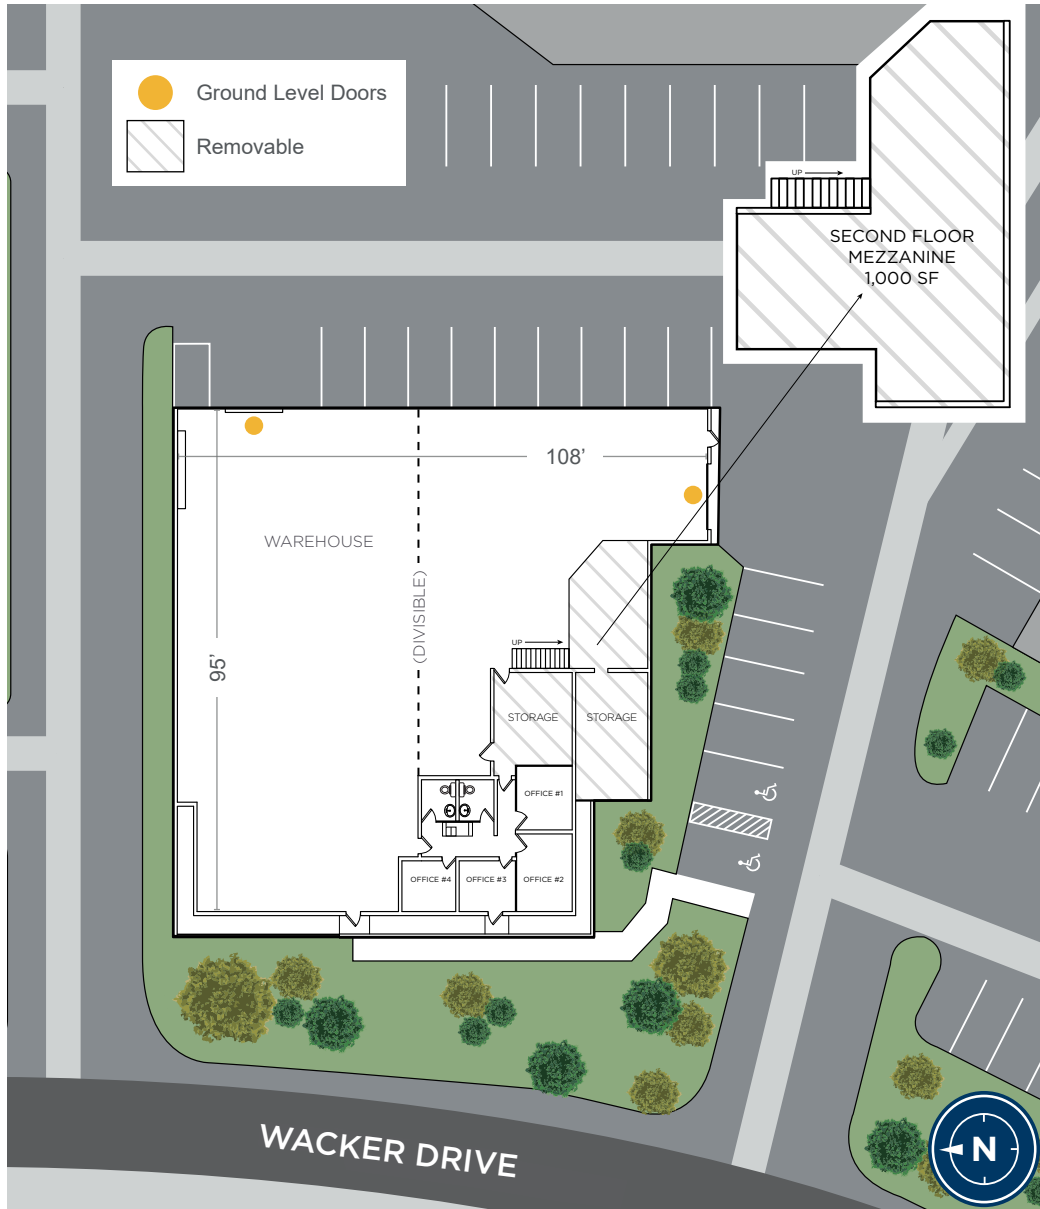 Ground Level Doors
Removable
UP
SECOND FLOOR
MEZZANINE
1,000 SF
108'
WAREHOUSE
(DIVISIBLE)
95'
UP
STORAGE
STORAGE
OFFICE #1
OFFICE #4
OFFICE #3
OFFICE #2
WACKER DRIVE
N